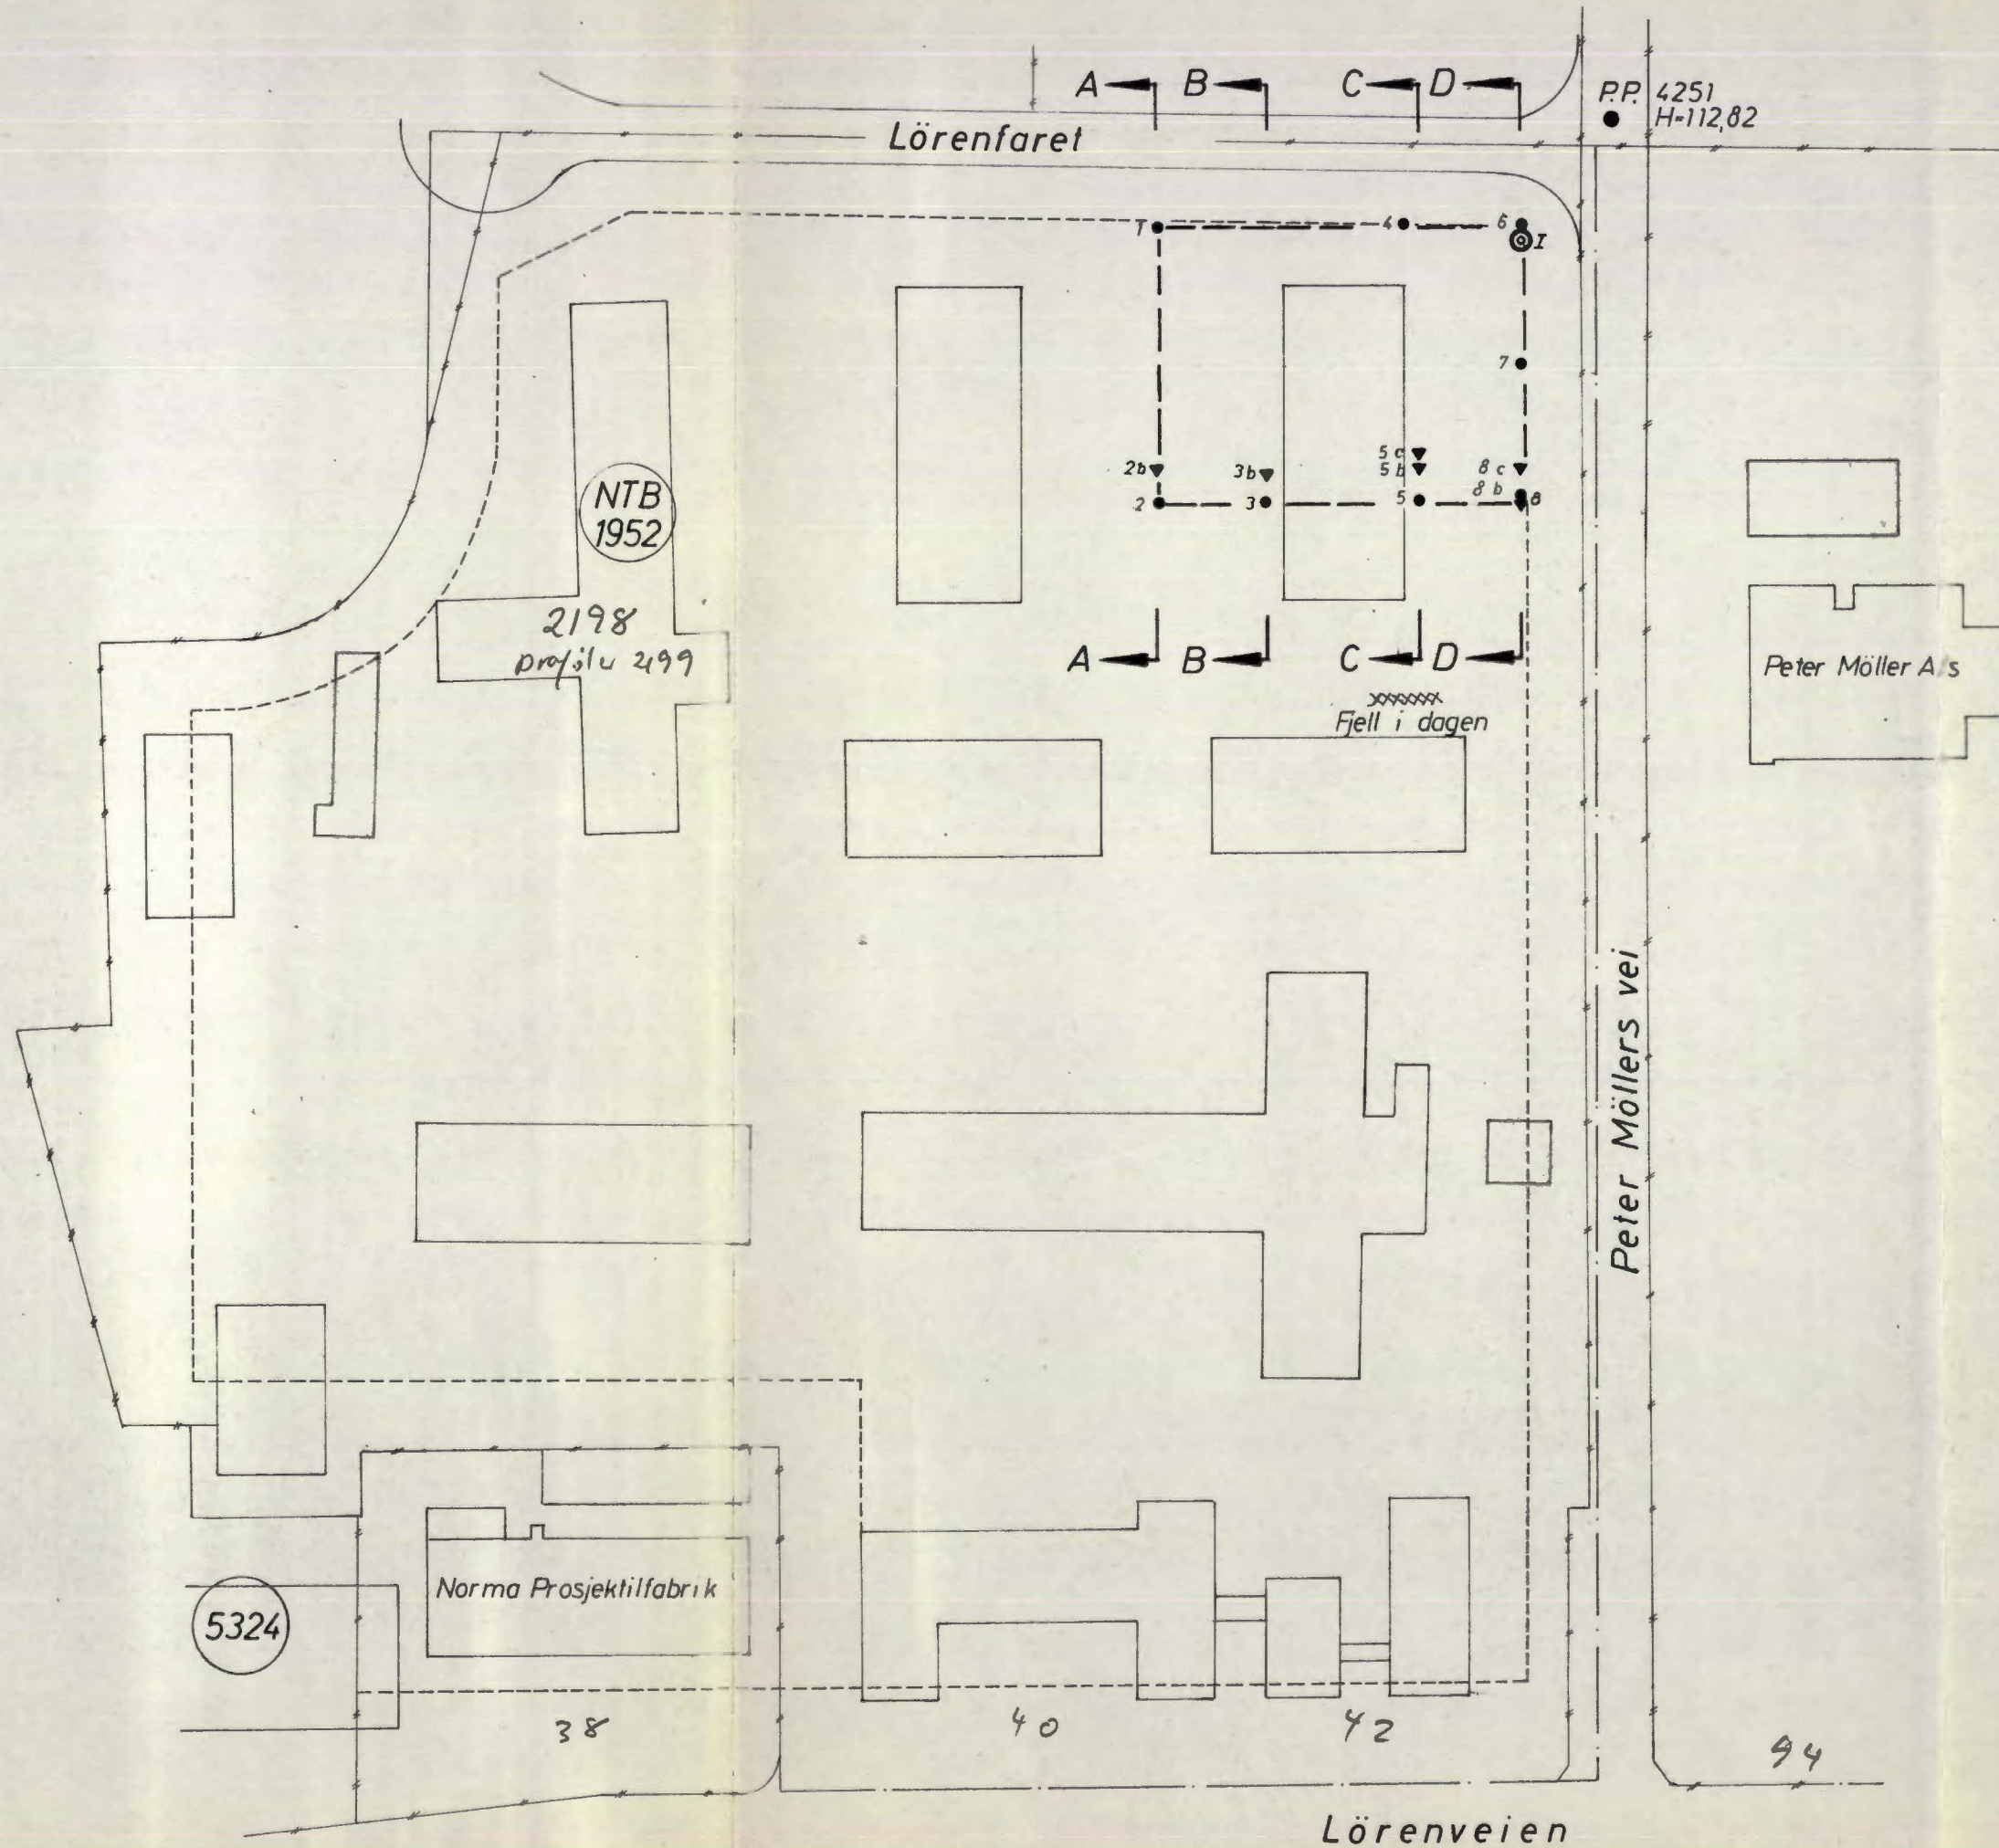 A B C D
P.P. 4251
H=112,82
Lörenfaret
1 4 6
I
7
2b 3b 5c 8c
5b 8b
2 3 5 8
NTB
1952
2198
A B C D
Fjell i dagen
Peter Möller A/s
Peter Möllers vei
Norma Prosjektilfabrik
5324
38 40 42 94
Lörenveien